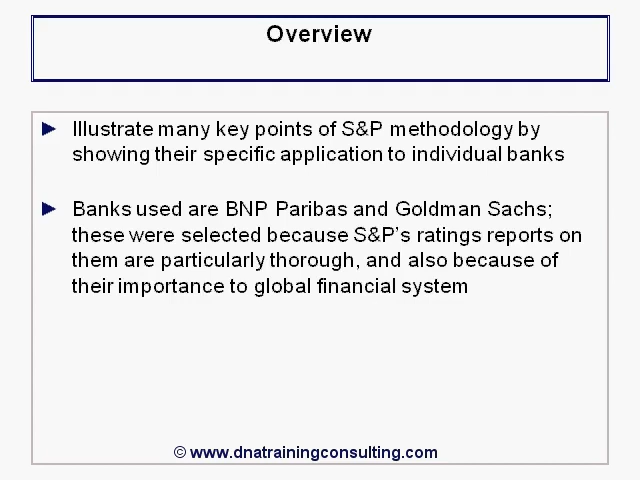 Overview
► Illustrate many key points of S&P methodology by
showing their specific application to individual banks
► Banks used are BNP Paribas and Goldman Sachs;
these were selected because S&P's ratings reports on
them are particularly thorough, and also because of
their importance to global financial system
© www.dnatrainingconsulting.com